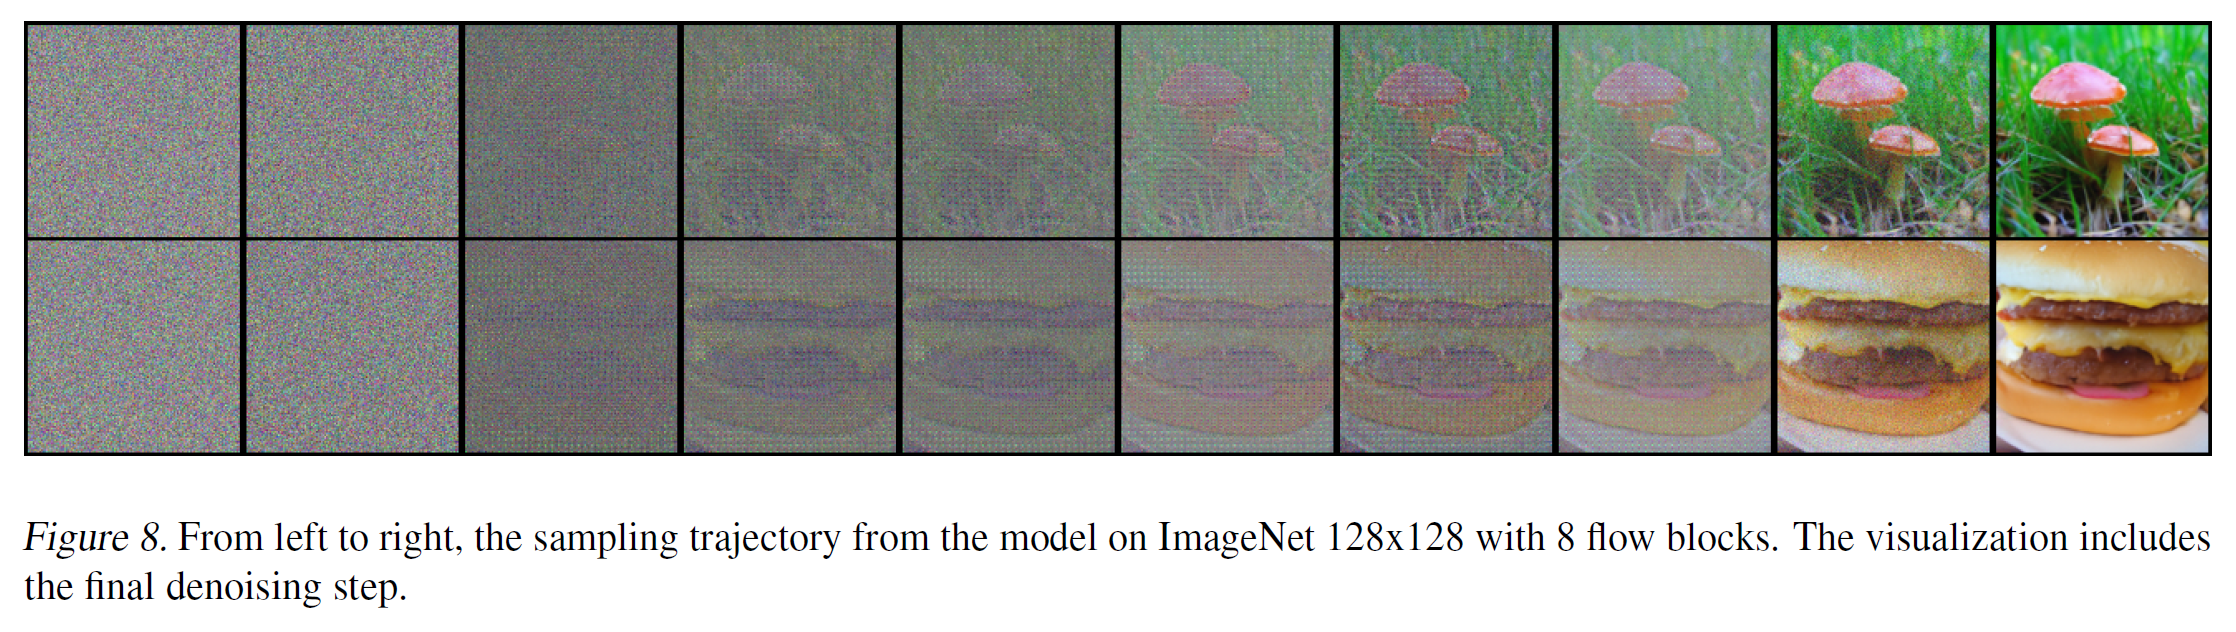 Figure 8. From left to right, the sampling trajectory from the model on ImageNet 128x128 with 8 flow blocks. The visualization includes
the final denoising step.